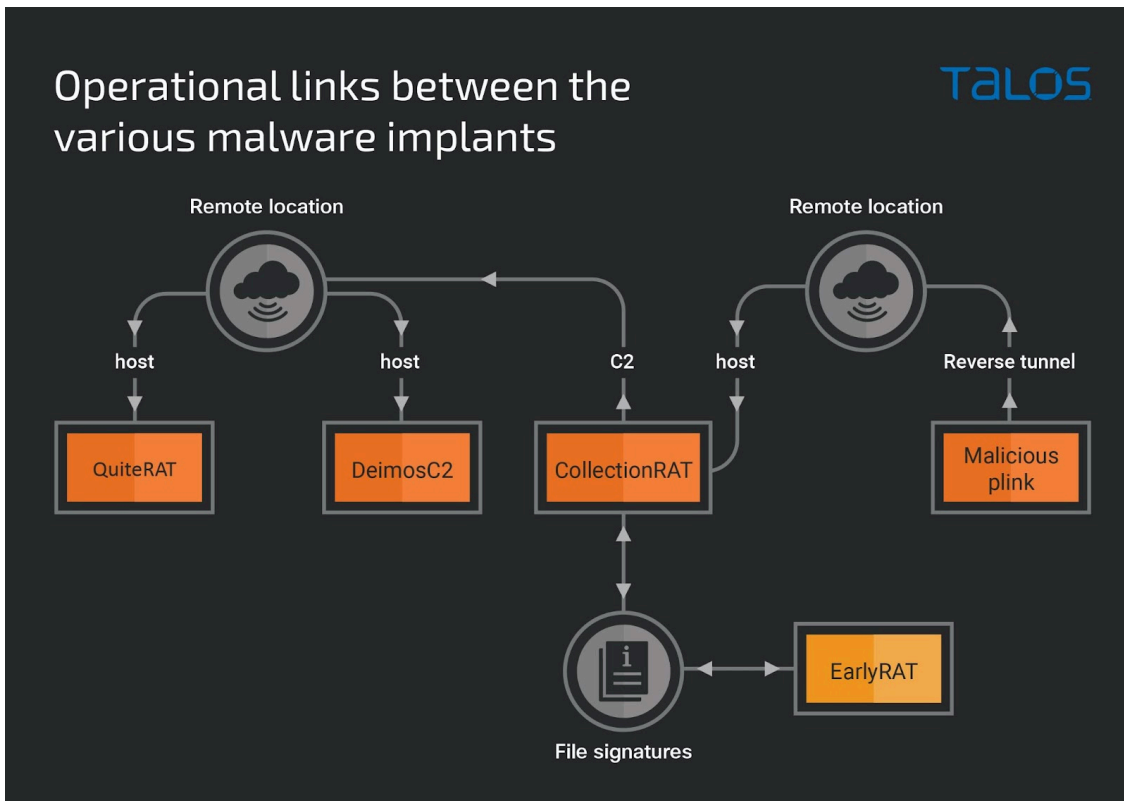 Operational links between the
various malware implants
TALOS
Remote location
Remote location
host
host
C2
host
Reverse tunnel
QuiteRAT
DeimosC2
CollectionRAT
Malicious
plink
i
EarlyRAT
File signatures